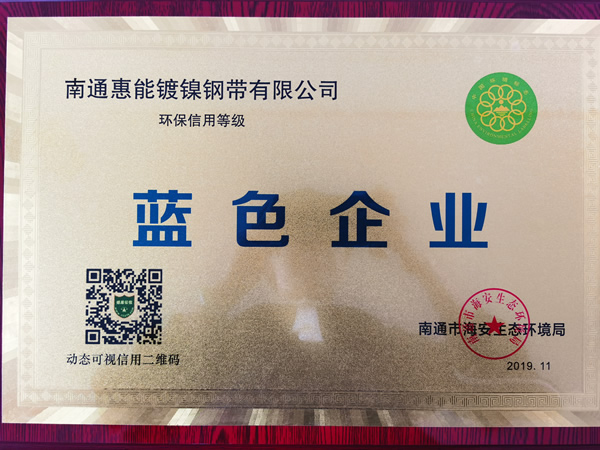 南通惠能镀镍钢带有限公司
环保信用等级
蓝色企业
动态可视信用二维码
南通市海安生态环境局
2019.11